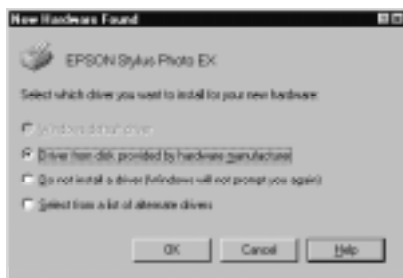 New Hardware Found
EPSON Stylus Photo EX
Select which driver you want to install for your new hardware:
Windows default driver
Driver from disk provided by hardware manufacturer
Do not install a driver (Windows will not prompt you again)
Select from a list of alternate drivers
OK Cancel Help